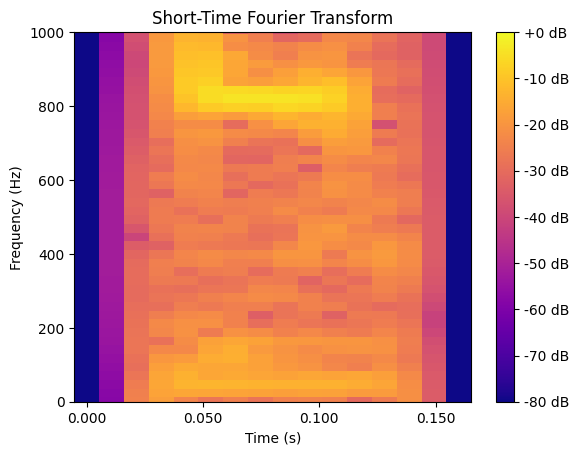 Short-Time Fourier Transform
1000
800
600
400
200
0
Frequency (Hz)
0.000
0.050
0.100
0.150
Time (s)
+0 dB
-10 dB
-20 dB
-30 dB
-40 dB
-50 dB
-60 dB
-70 dB
-80 dB